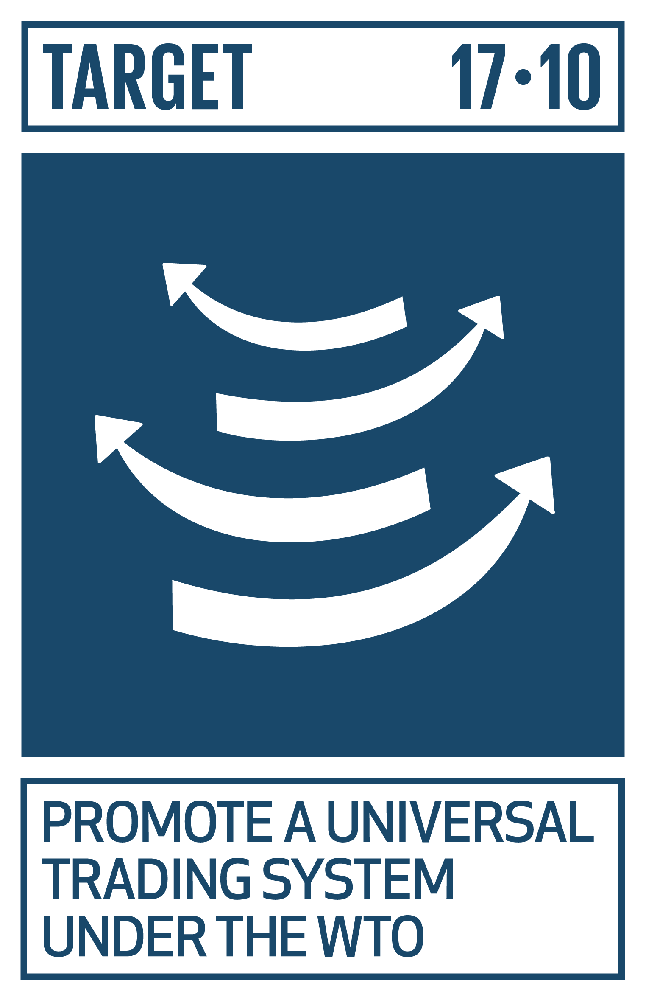 TARGET 17•10
PROMOTE A UNIVERSAL
TRADING SYSTEM
UNDER THE WTO